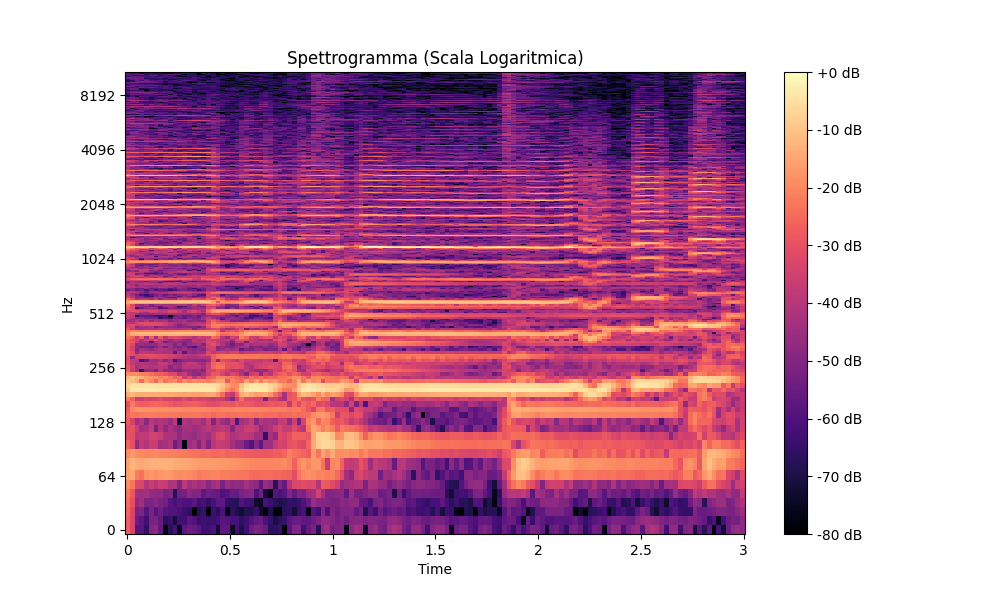 Spettrogramma (Scala Logaritmica)
Hz
8192
4096
2048
1024
512
256
128
64
0
0 0.5 1 1.5 2 2.5 3
Time
+0 dB
-10 dB
-20 dB
-30 dB
-40 dB
-50 dB
-60 dB
-70 dB
-80 dB